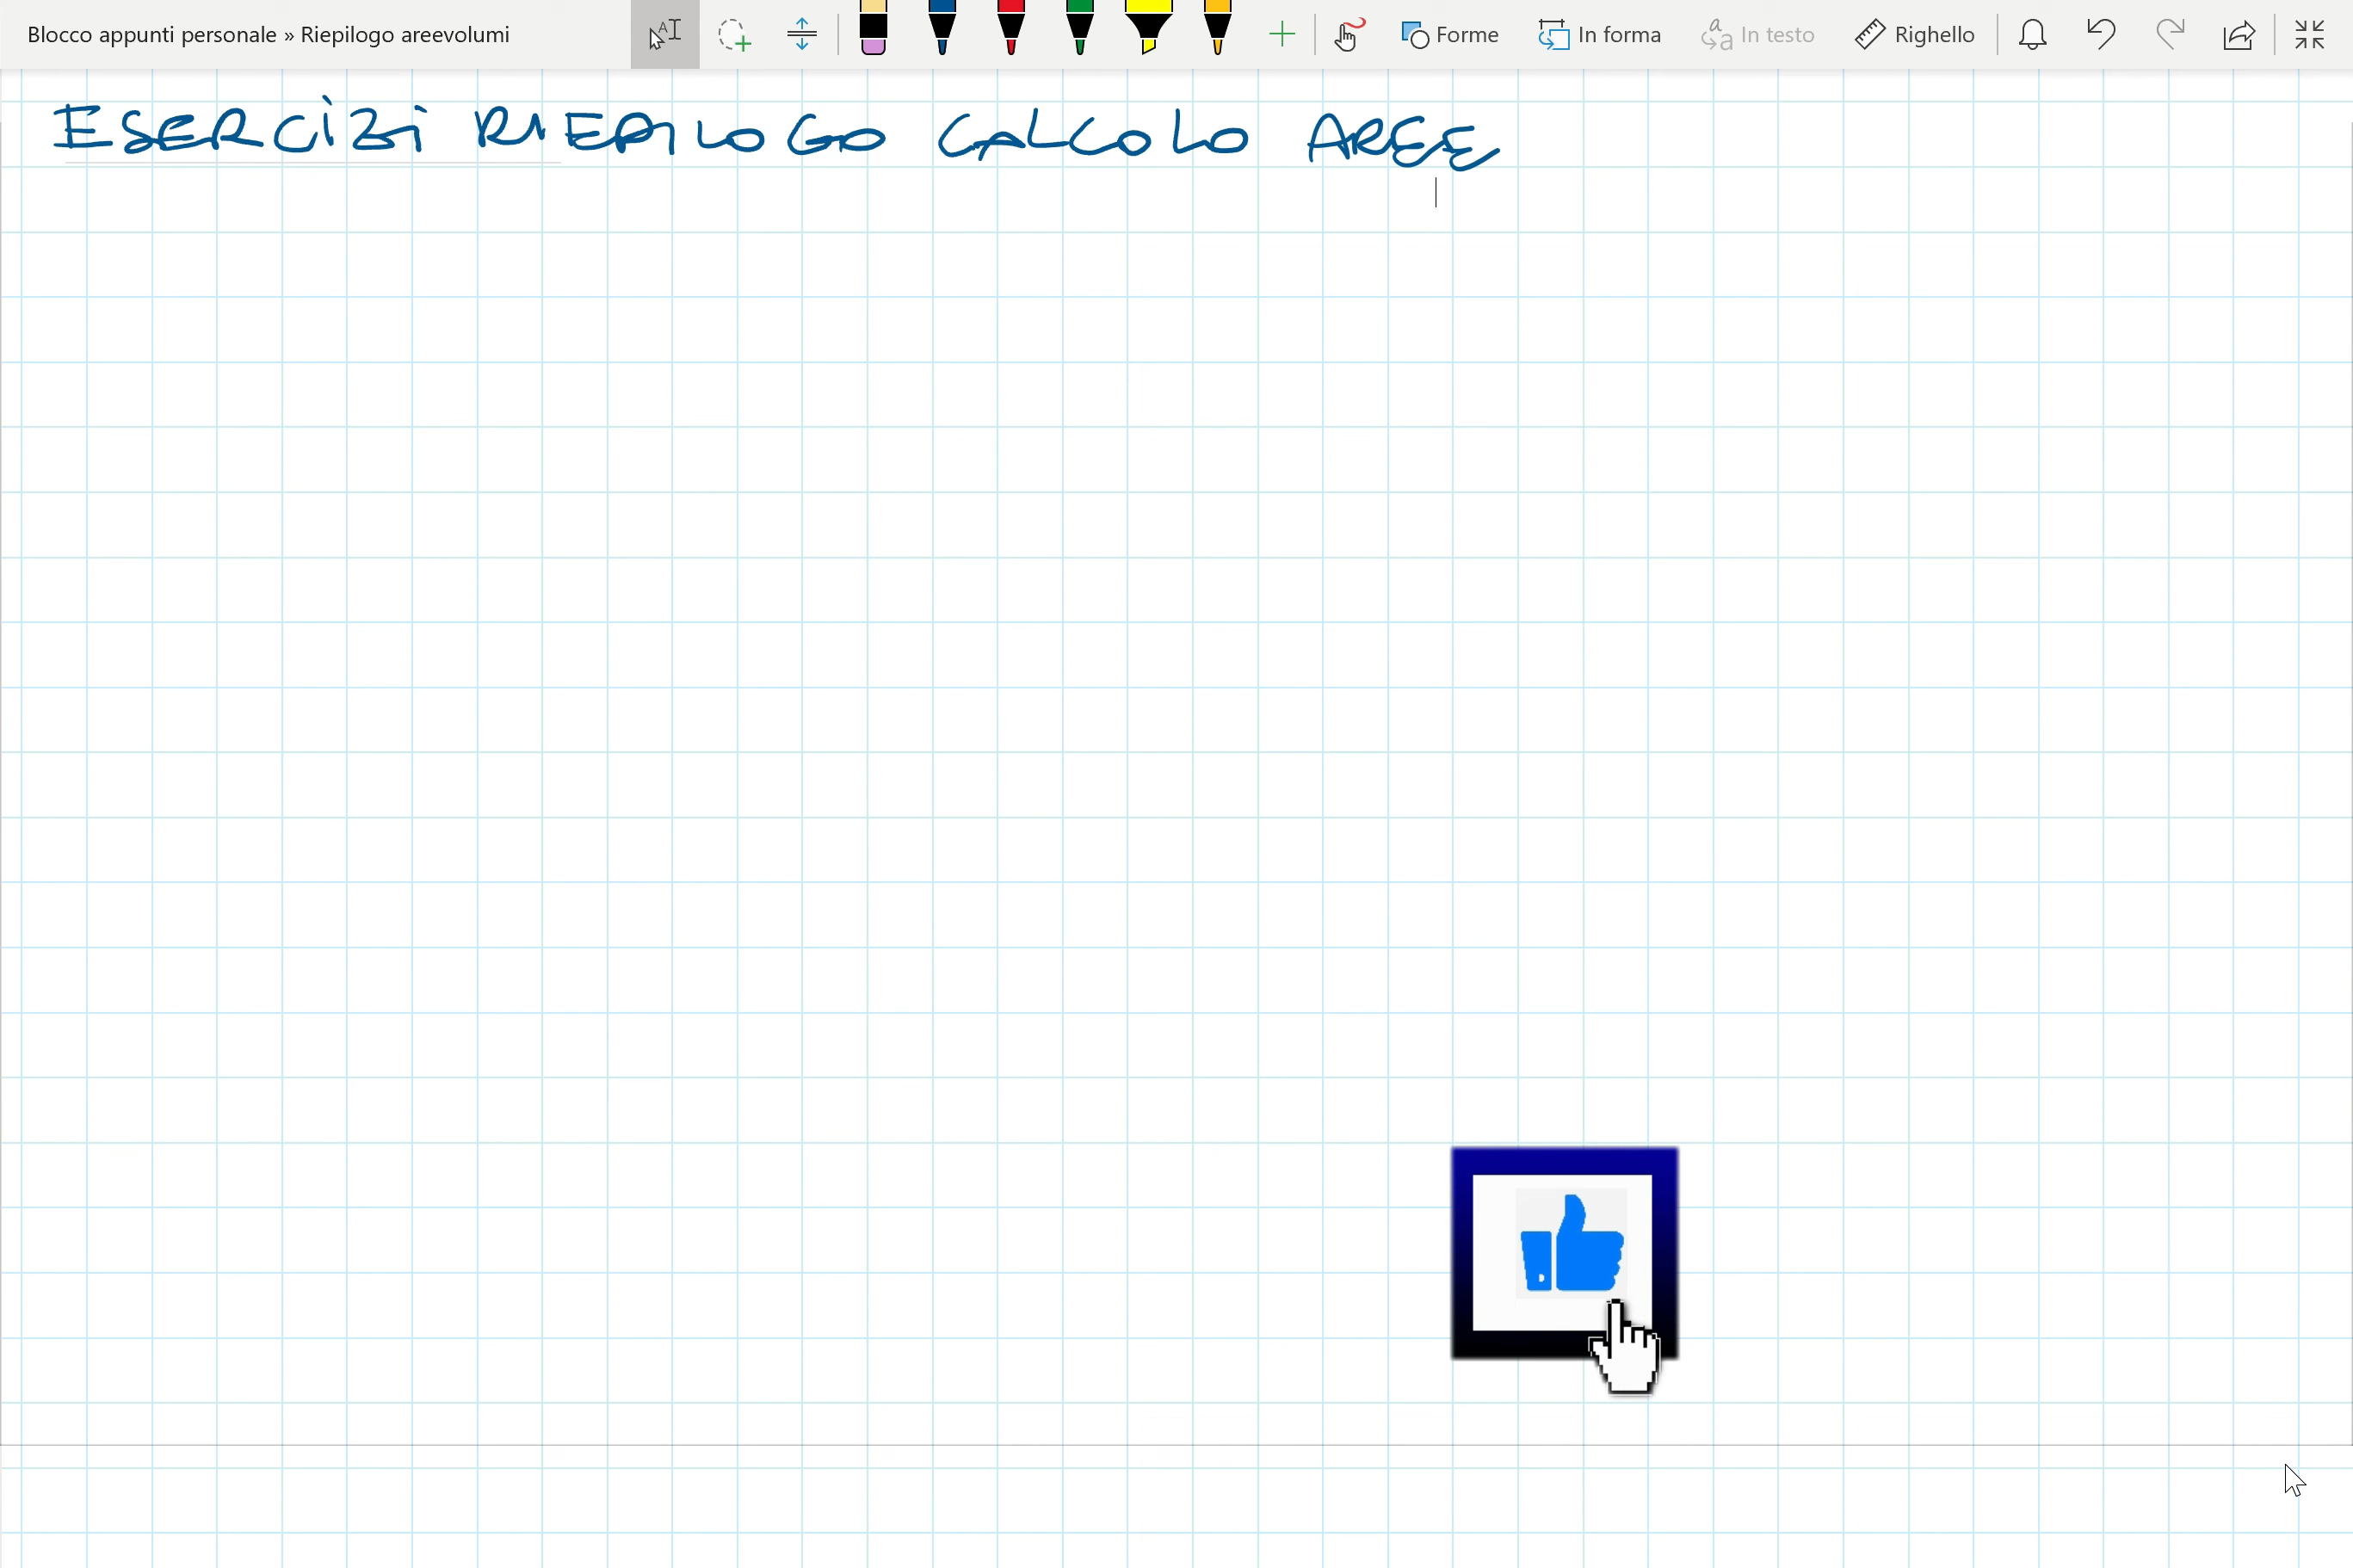 Blocco appunti personale » Riepilogo areevolumi
Forme
In forma
In testo
Righello
ESERCIZI RIEPILOGO CALCOLO AREE